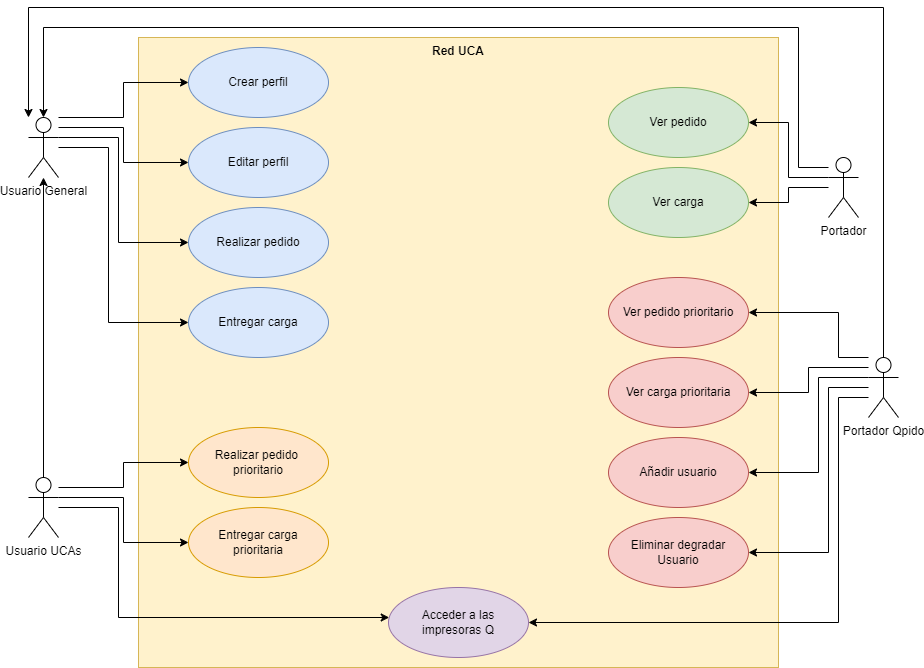 Red UCA
Crear perfil
Editar perfil
Realizar pedido
Entregar carga
Realizar pedido
prioritario
Entregar carga
prioritaria
Acceder a las
impresoras Q
Ver pedido
Ver carga
Ver pedido prioritario
Ver carga prioritaria
Añadir usuario
Eliminar degradar
Usuario
Usuario General
Usuario UCAs
Portador
Portador Qpido